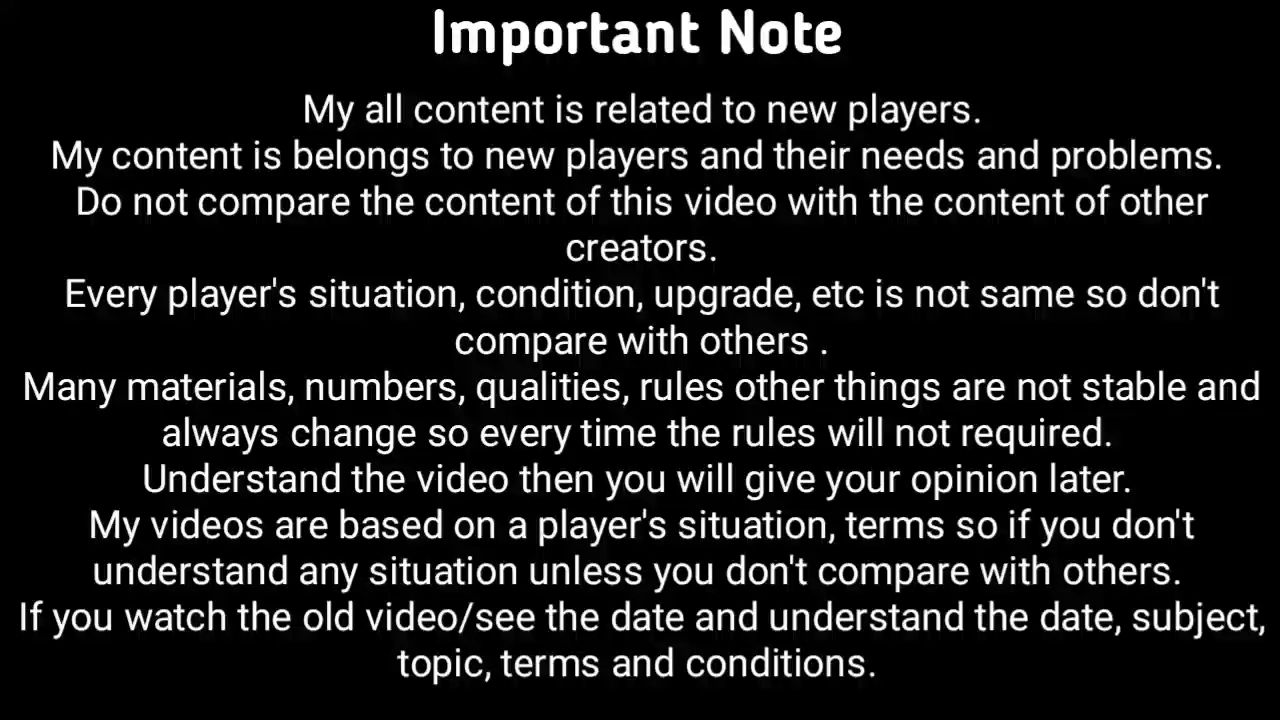 Important Note
My all content is related to new players.
My content is belongs to new players and their needs and problems.
Do not compare the content of this video with the content of other
creators.
Every player's situation, condition, upgrade, etc is not same so don't
compare with others .
Many materials, numbers, qualities, rules other things are not stable and
always change so every time the rules will not required.
Understand the video then you will give your opinion later.
My videos are based on a player's situation, terms so if you don't
understand any situation unless you don't compare with others.
If you watch the old video/see the date and understand the date, subject,
topic, terms and conditions.